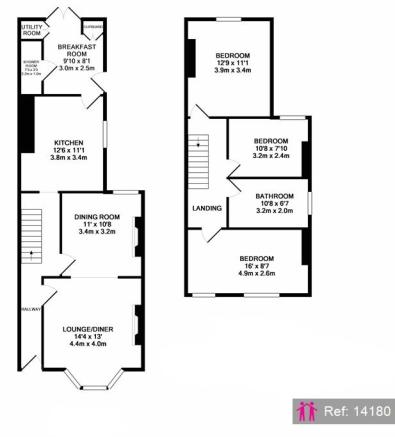 UTILITY
ROOM
CUPBOARD
BREAKFAST
ROOM
9'10 x 8'1
3.0m x 2.5m
SHOWER
ROOM
KITCHEN
12'6 x 11'1
3.8m x 3.4m
DINING ROOM
11' x 10'8
3.4m x 3.2m
HALLWAY
LOUNGE/DINER
14'4 x 13'
4.4m x 4.0m
BEDROOM
12'9 x 11'1
3.9m x 3.4m
BEDROOM
10'8 x 7'10
3.2m x 2.4m
BATHROOM
10'8 x 6'7
3.2m x 2.0m
LANDING
BEDROOM
16' x 8'7
4.9m x 2.6m
Ref: 14180